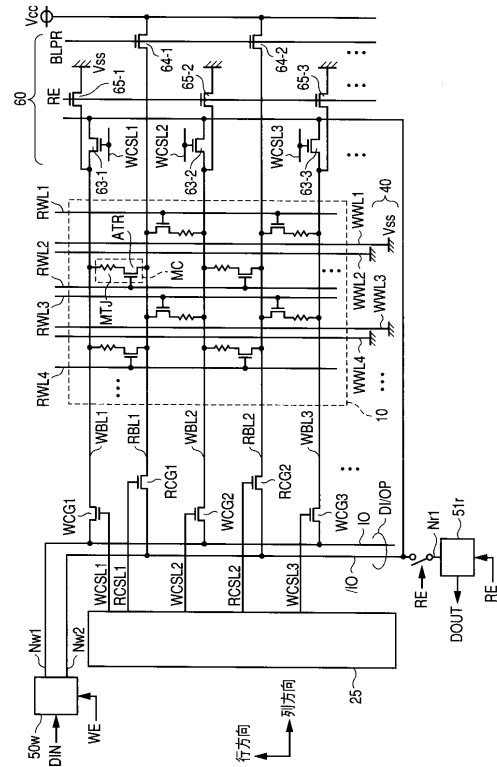 Vcc
60
BLPR
RE
Vss
65-1
64-1
65-2
64-2
65-3
WCSL1
WCSL2
WCSL3
63-1
63-2
63-3
RWL1
RWL2
RWL3
RWL4
ATR
MTJ
MC
WWL1
WWL2
WWL3
WWL4
40
Vss
10
WBL1
RBL1
WBL2
RBL2
WBL3
WCG1
RCG1
WCG2
RCG2
WCG3
WCSL1
RCSL1
WCSL2
RCSL2
WCSL3
IO
/IO
DI/OP
Nw1
Nw2
50w
DIN
WE
25
RE
Nr1
51r
DOUT
RE
行方向
列方向